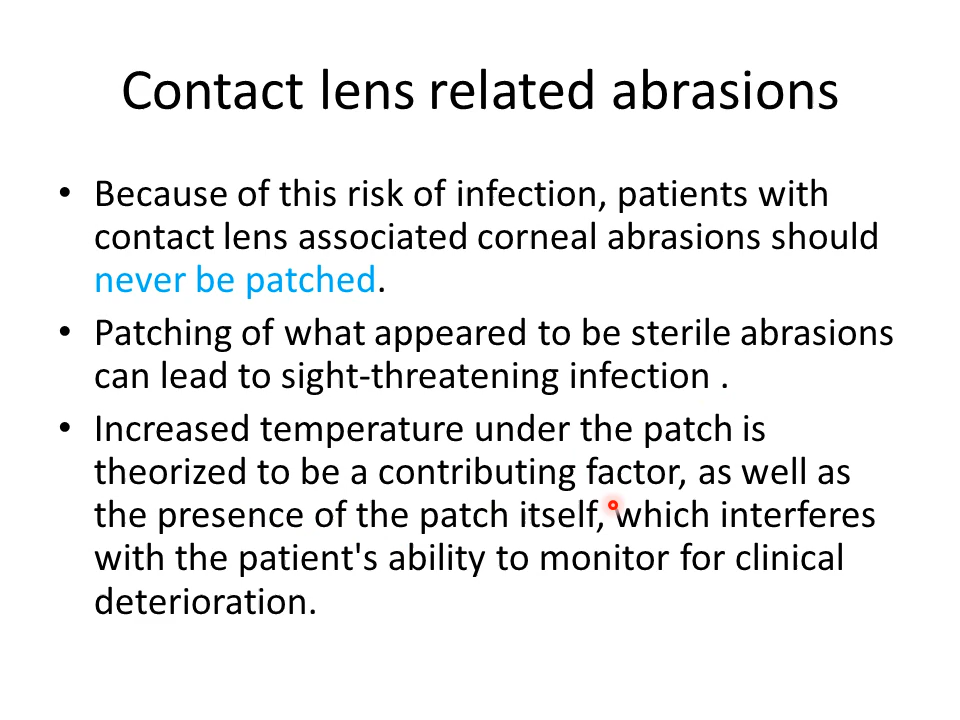 Contact lens related abrasions
• Because of this risk of infection, patients with
contact lens associated corneal abrasions should
never be patched.
• Patching of what appeared to be sterile abrasions
can lead to sight-threatening infection .
• Increased temperature under the patch is
theorized to be a contributing factor, as well as
the presence of the patch itself, which interferes
with the patient's ability to monitor for clinical
deterioration.